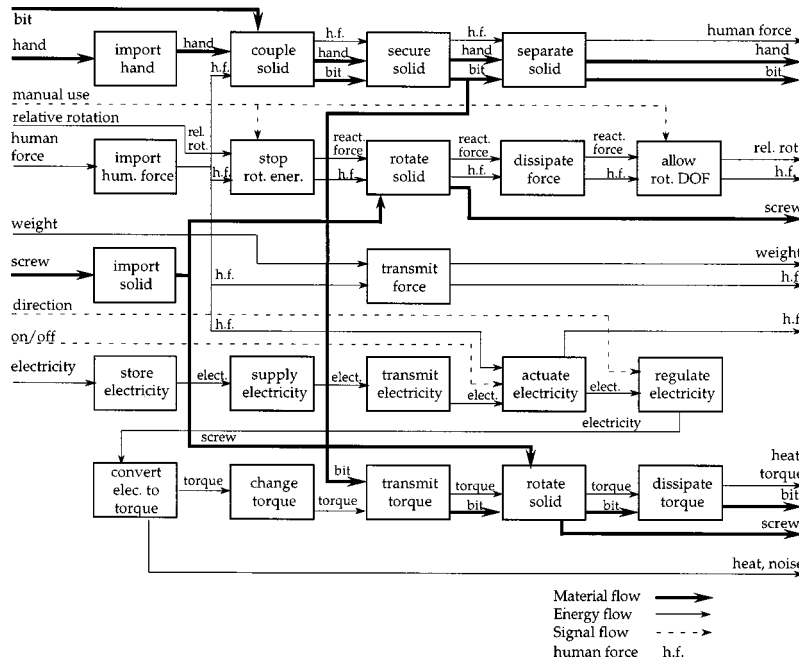 bit
hand
import
hand
hand
h.f.
couple
solid
h.f.
hand
bit
secure
solid
h.f.
hand
bit
separate
solid
human force
hand
bit
manual use
relative rotation
human
force
import
hum. force
rel.
rot.
h.f.
stop
rot. ener.
react.
force
h.f.
rotate
solid
react.
force
h.f.
dissipate
force
react.
force
h.f.
allow
rot. DOF
rel. rot
h.f.
screw
weight
screw
import
solid
h.f.
transmit
force
weight
h.f.
direction
on/off
h.f.
h.f
electricity
store
electricity
elect.
supply
electricity
elect.
transmit
electricity
elect.
actuate
electricity
elect.
regulate
electricity
electricity
screw
convert
elec. to
torque
torque
change
torque
torque
bit
transmit
torque
torque
bit
rotate
solid
torque
bit
dissipate
torque
heat
torque
bit
screw
heat, noise
Material flow
Energy flow
Signal flow
human force h.f.